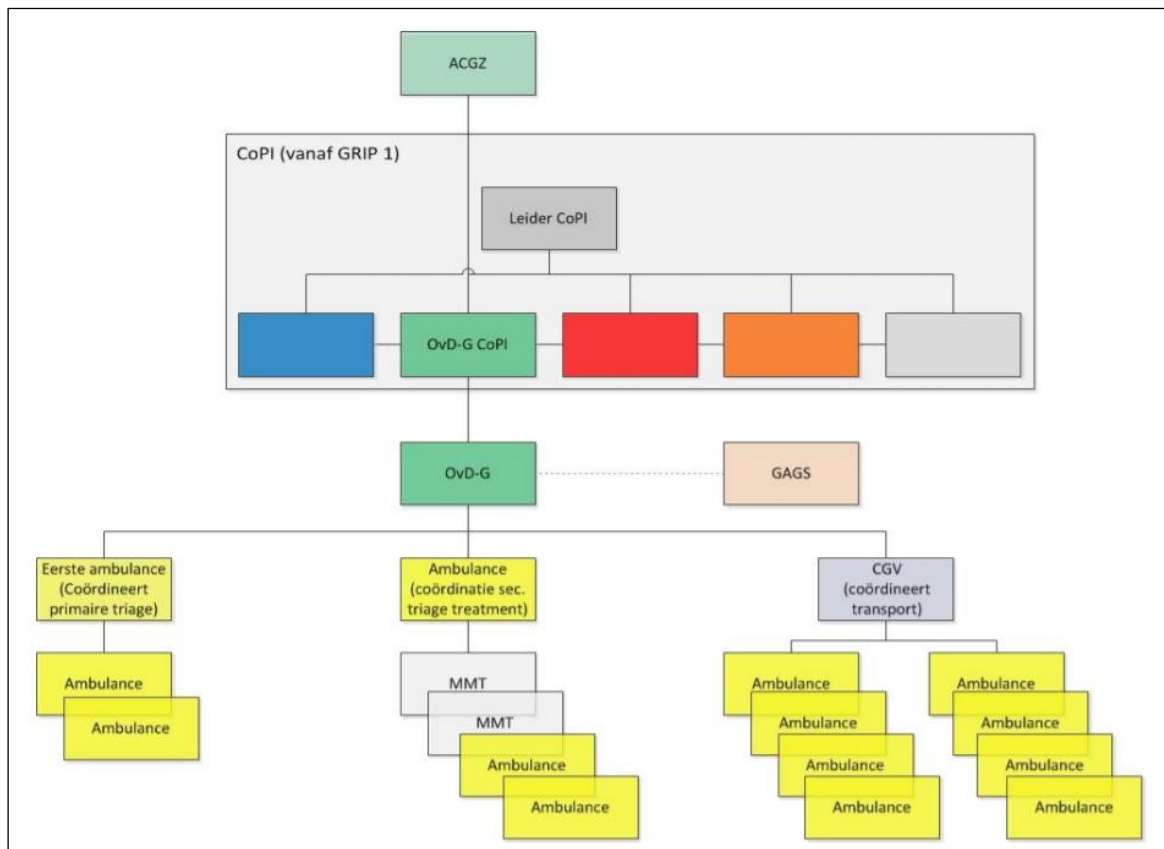 ACGZ
CoPI (vanaf GRIP 1)
Leider CoPI
OvD-G CoPI
OvD-G
GAGS
Eerste ambulance
(Coördineert
primaire triage)
Ambulance
(coördinatie sec.
triage treatment)
CGV
(coördineert
transport)
Ambulance
Ambulance
MMT
MMT
Ambulance
Ambulance
Ambulance
Ambulance
Ambulance
Ambulance
Ambulance
Ambulance
Ambulance
Ambulance